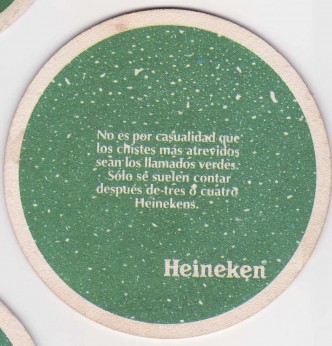 No es por casualidad que
los chistes más atrevidos
sean los llamados verdes.
Sólo se suelen contar
después de tres o cuatro
Heinekens.
Heineken